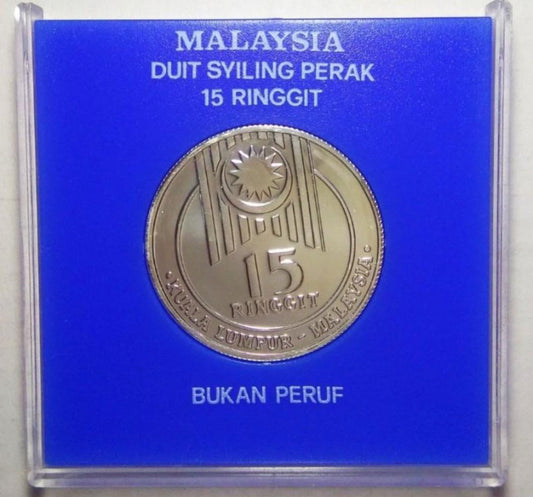 MALAYSIA
DUIT SYILING PERAK
15 RINGGIT
15
RINGGIT
• KUALA LUMPUR – MALAYSIA •
BUKAN PERUF